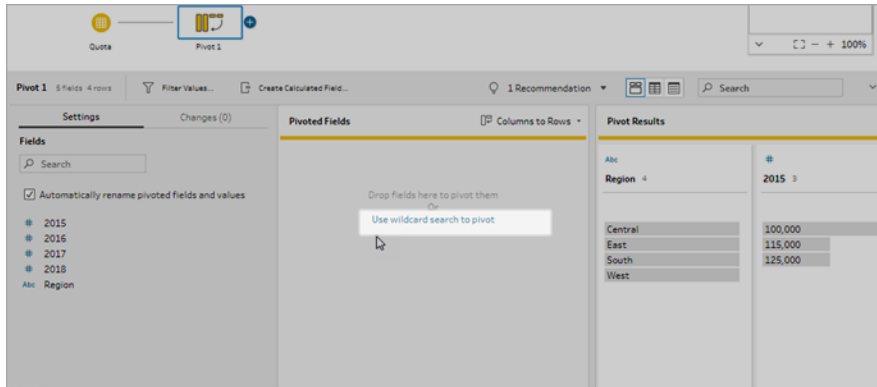 Quota
Pivot 1
100%
Pivot 1 5 fields 4 rows
Filter Values...
Create Calculated Field...
1 Recommendation
Search
Settings
Changes (0)
Fields
Search
Automatically rename pivoted fields and values
# 2015
# 2016
# 2017
# 2018
Abc Region
Pivoted Fields
Columns to Rows
Drop fields here to pivot them
Or
Use wildcard search to pivot
Pivot Results
Abc
Region 4
Central
East
South
West
#
2015 3
100,000
115,000
125,000